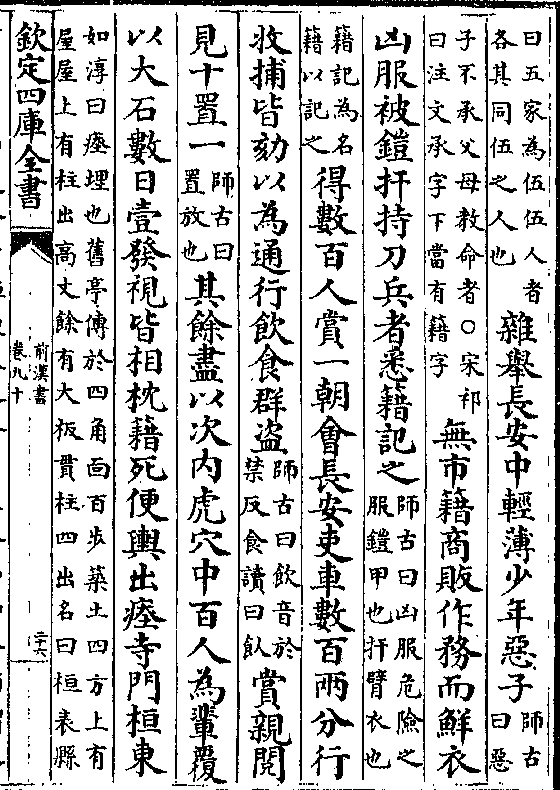 曰五家為伍伍人者
各其同伍之人也
雜舉長安中輕薄少年惡子
師古
曰惡
子不承父母教命者○宋祁
曰注文承字下當有籍字
無市籍商販作務而鮮衣
凶服被鎧扞持刀兵者悉籍記之
師古曰凶服危險之
服鎧甲也扞臂衣也
籍記為名
籍以記之
得數百人賞一朝會長安吏車數百兩分行
收捕皆劾以為通行飲食群盗
師古曰飲音於
禁反食讀曰飤
賞親閱
見十置一
師古曰
置放也
其餘盡以次内虎穴中百人為輩覆
以大石數日壹發視皆相枕藉死便輿出瘞寺門桓東
如淳曰瘞埋也舊亭傳於四角面百步築土四方上有
屋屋上有柱出髙丈餘有大板貫柱四出名曰桓表縣
欽定四庫全書
前漢書
卷九十
二十六